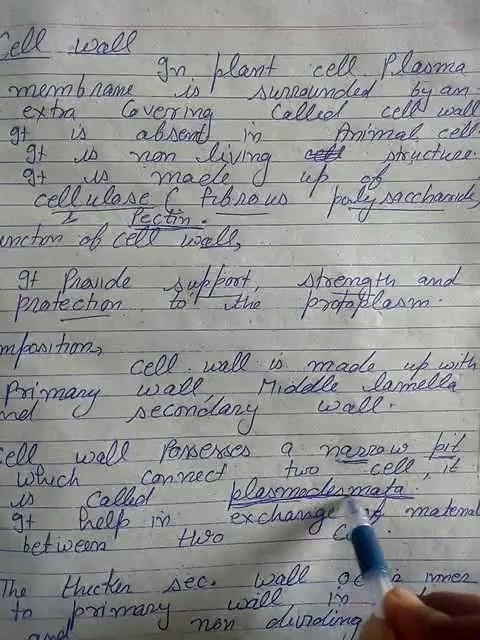 Cell wall
In plant cell Plasma
membrane is surrounded by an
extra Covering Called cell wall
It is absent in Animal cell.
It is non living structure.
It is made up of
cellulose ( fibrous polysaccharide,
& Pectin.
unction of cell wall,
It Provide support, strength and
protection to the protoplasm.
mposition,
cell wall is made up with
Primary wall Middle lamella
nd secondary wall.
Cell wall Possesses a narrow pit
which connect two cell, it
is called plasmodesmata.
It help in exchange of material
between two
The thicker sec. wall inner
to primary wall in
and non dividing